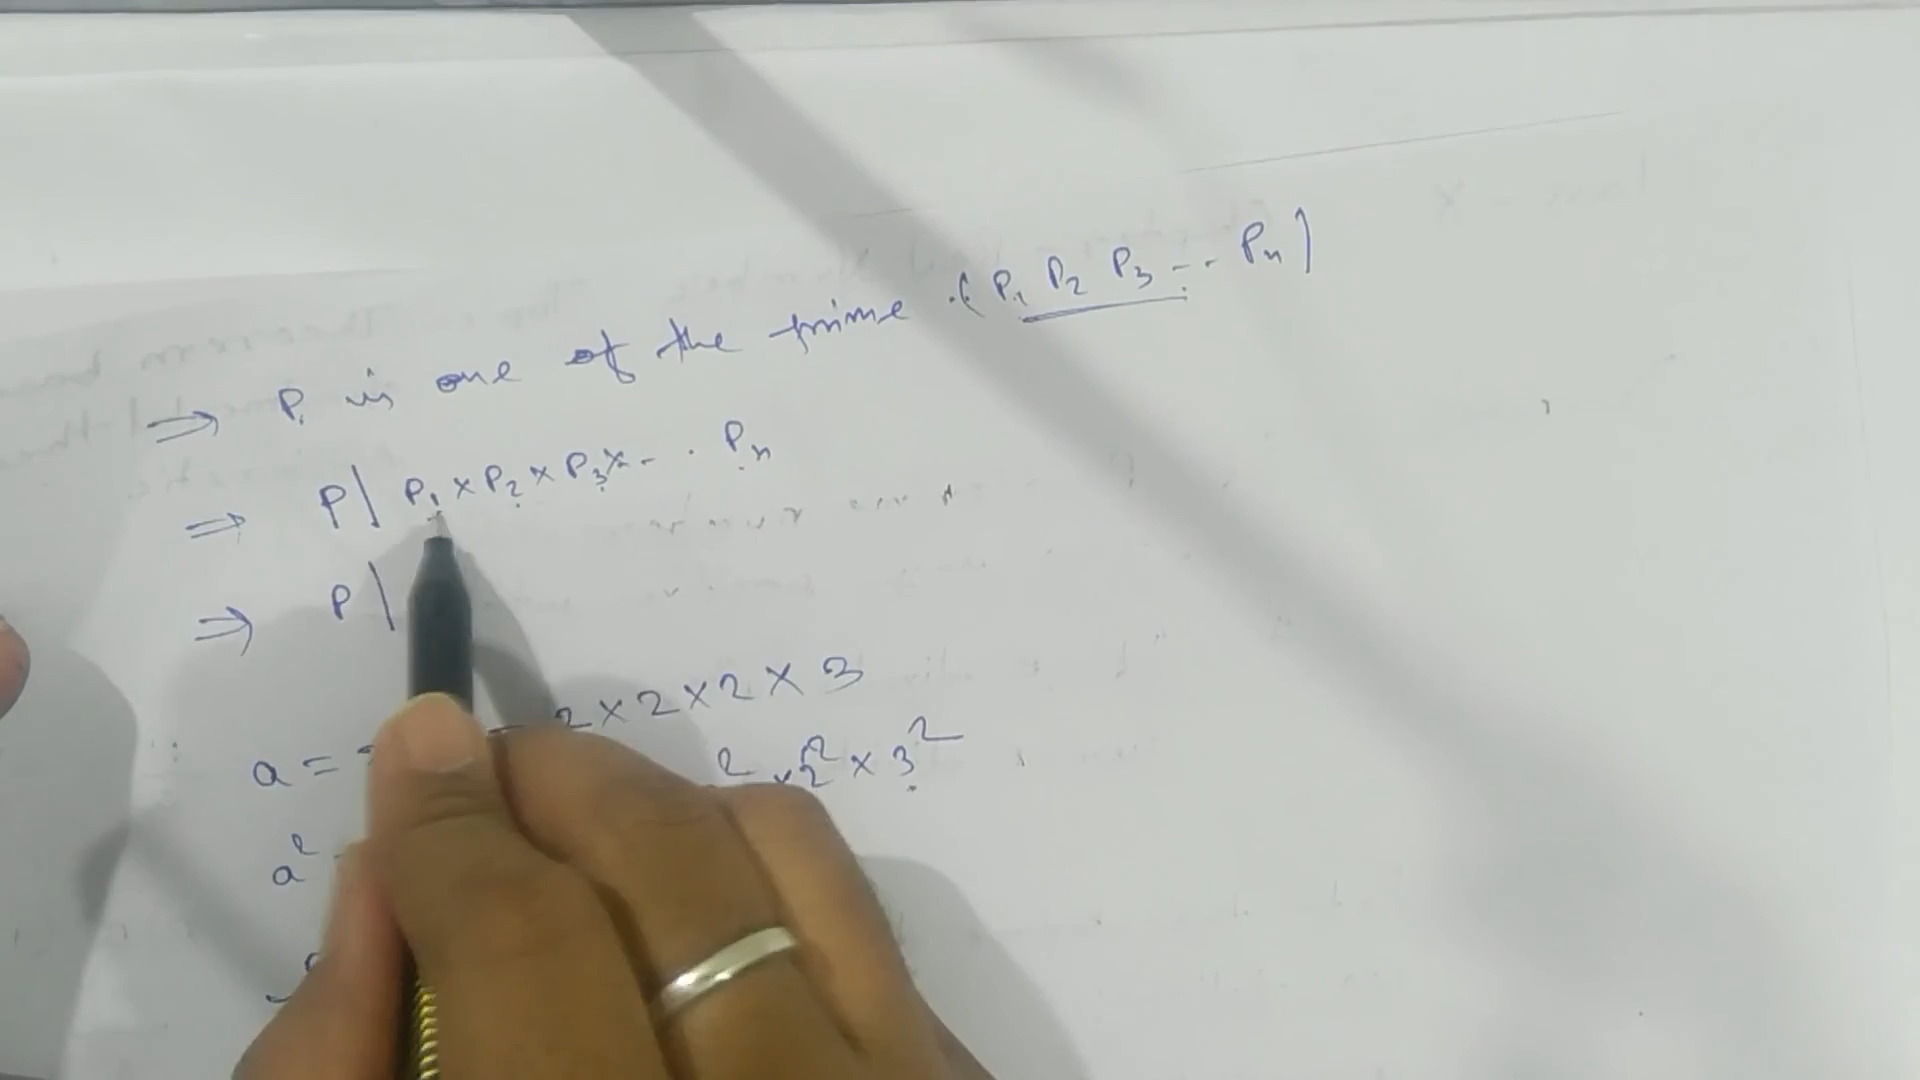 ⇒ P is one of the prime (P₁ P₂ P₃ -- Pₙ)
⇒ P | P₁ × P₂ × P₃ × - . Pₙ
⇒ P |
a = 2 × 2 × 2 × 3
a² 2 × 2² × 3²